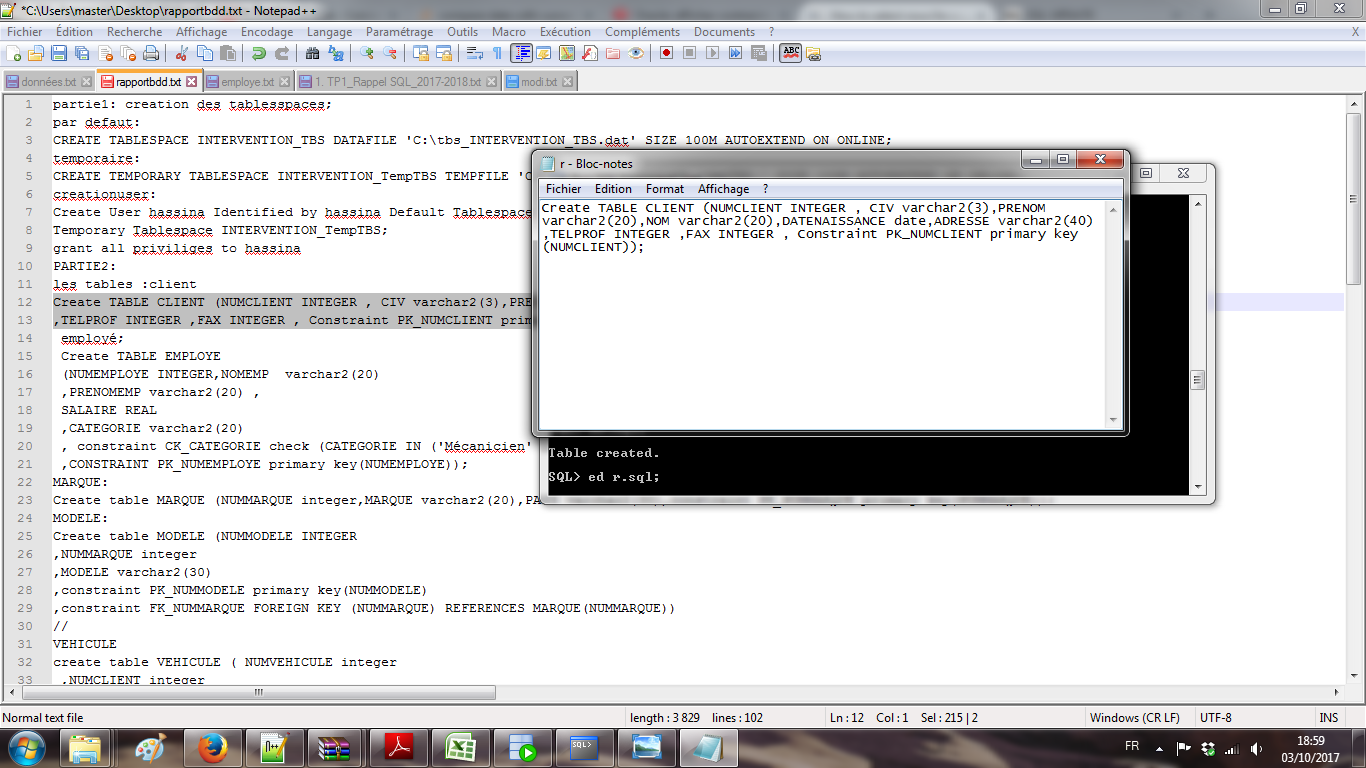 *C:\Users\master\Desktop\rapportbdd.txt - Notepad++
Fichier Édition Recherche Affichage Encodage Langage Paramétrage Outils Macro Exécution Compléments Documents ? X
données.txt rapportbdd.txt employe.txt 1. TP1_Rappel SQL_2017-2018.txt modi.txt
1 partie1: creation des tablesspaces;
2 par defaut:
3 CREATE TABLESPACE INTERVENTION_TBS DATAFILE 'C:\tbs_INTERVENTION_TBS.dat' SIZE 100M AUTOEXTEND ON ONLINE;
4 temporaire:
5 CREATE TEMPORARY TABLESPACE INTERVENTION_TempTBS TEMPFILE 'C
6 creationuser:
7 Create User hassina Identified by hassina Default Tablespace
8 Temporary Tablespace INTERVENTION_TempTBS;
9 grant all priviliges to hassina
10 PARTIE2:
11 les tables :client
12 Create TABLE CLIENT (NUMCLIENT INTEGER , CIV varchar2(3),PRE
13 ,TELPROF INTEGER ,FAX INTEGER , Constraint PK_NUMCLIENT prim
14 employé;
15 Create TABLE EMPLOYE
16 (NUMEMPLOYE INTEGER,NOMEMP varchar2(20)
17 ,PRENOMEMP varchar2(20) ,
18 SALAIRE REAL
19 ,CATEGORIE varchar2(20)
20 , constraint CK_CATEGORIE check (CATEGORIE IN ('Mécanicien'
21 ,CONSTRAINT PK_NUMEMPLOYE primary key(NUMEMPLOYE));
22 MARQUE:
23 Create table MARQUE (NUMMARQUE integer,MARQUE varchar2(20),PA
24 MODELE:
25 Create table MODELE (NUMMODELE INTEGER
26 ,NUMMARQUE integer
27 ,MODELE varchar2(30)
28 ,constraint PK_NUMMODELE primary key(NUMMODELE)
29 ,constraint FK_NUMMARQUE FOREIGN KEY (NUMMARQUE) REFERENCES MARQUE(NUMMARQUE))
30 //
31 VEHICULE
32 create table VEHICULE ( NUMVEHICULE integer
33 ,NUMCLIENT integer
r - Bloc-notes
Fichier Edition Format Affichage ?
Create TABLE CLIENT (NUMCLIENT INTEGER , CIV varchar2(3),PRENOM
varchar2(20),NOM varchar2(20),DATENAISSANCE date,ADRESSE varchar2(40)
,TELPROF INTEGER ,FAX INTEGER , Constraint PK_NUMCLIENT primary key
(NUMCLIENT));
Table created.
SQL> ed r.sql;
Normal text file length : 3 829 lines : 102 Ln : 12 Col : 1 Sel : 215 | 2 Windows (CR LF) UTF-8 INS
FR 18:59
03/10/2017